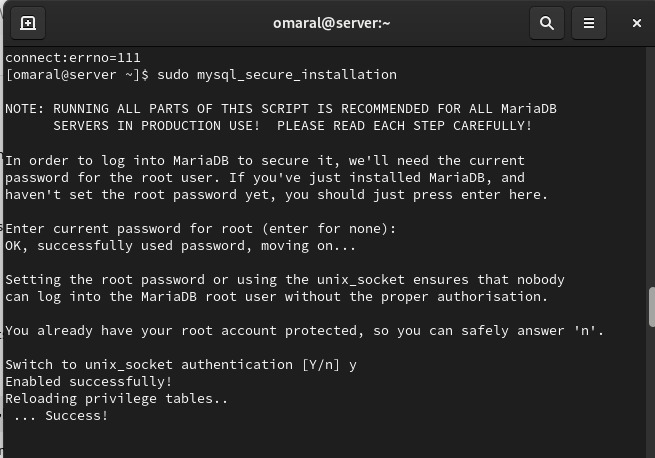 omaral@server:~
connect:errno=111
[omaral@server ~]$ sudo mysql_secure_installation
NOTE: RUNNING ALL PARTS OF THIS SCRIPT IS RECOMMENDED FOR ALL MariaDB
SERVERS IN PRODUCTION USE!  PLEASE READ EACH STEP CAREFULLY!
In order to log into MariaDB to secure it, we'll need the current
password for the root user. If you've just installed MariaDB, and
haven't set the root password yet, you should just press enter here.
Enter current password for root (enter for none):
OK, successfully used password, moving on...
Setting the root password or using the unix_socket ensures that nobody
can log into the MariaDB root user without the proper authorisation.
You already have your root account protected, so you can safely answer 'n'.
Switch to unix_socket authentication [Y/n] y
Enabled successfully!
Reloading privilege tables..
... Success!